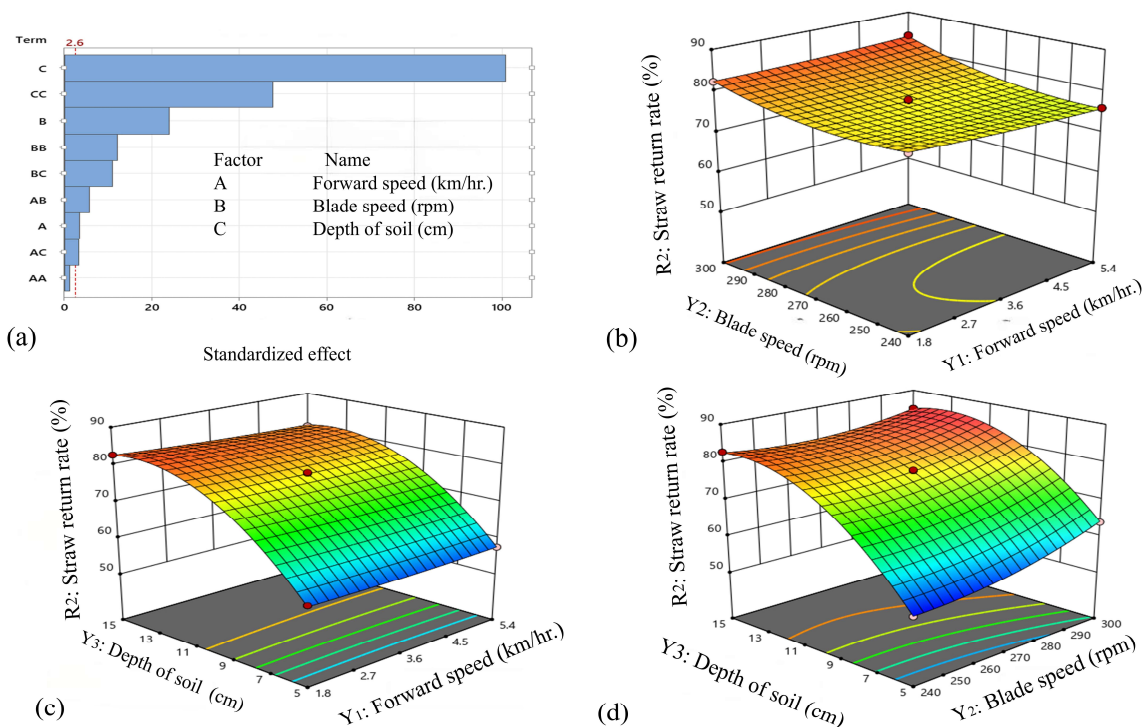 Term
2.6
C
CC
B
BB
BC
AB
A
AC
AA
Factor Name
A Forward speed (km/hr.)
B Blade speed (rpm)
C Depth of soil (cm)
0 20 40 60 80 100
Standardized effect
(a)
R2: Straw return rate (%)
90
80
70
60
50
300
290
280
270
260
250
240
Y2: Blade speed (rpm)
1.8
2.7
3.6
4.5
5.4
Y1: Forward speed (km/hr.)
(b)
R2: Straw return rate (%)
90
80
70
60
50
15
13
11
9
7
5
Y3: Depth of soil (cm)
1.8
2.7
3.6
4.5
5.4
Y1: Forward speed (km/hr.)
(c)
R2: Straw return rate (%)
90
80
70
60
50
15
13
11
9
7
5
Y3: Depth of soil (cm)
240
250
260
270
280
290
300
Y2: Blade speed (rpm)
(d)